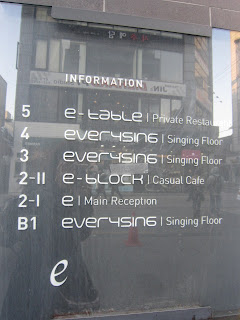 INFORMATION
5 e-table | Private Restau
4 everysing | Singing Floor
3 everysing | Singing Floor
2-II e-block | Casual Cafe
2-I e | Main Reception
B1 everysing | Singing Floor
e